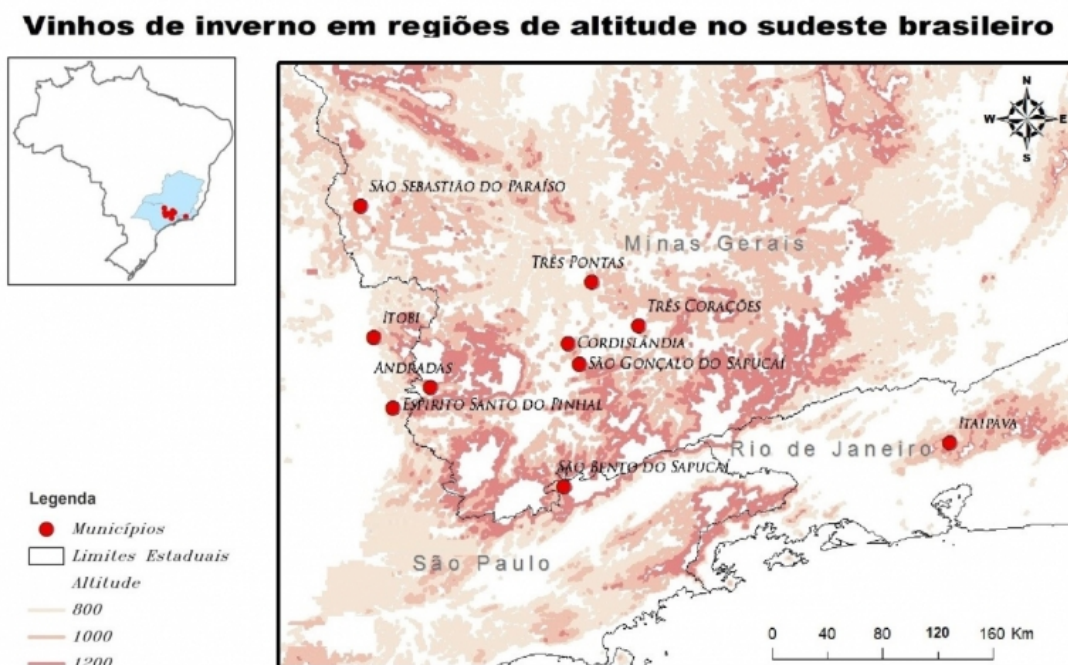 Vinhos de inverno em regiões de altitude no sudeste brasileiro
N
W
E
S
SÃO SEBASTIÃO DO PARAÍSO
Minas Gerais
TRÊS PONTAS
TRÊS CORAÇÕES
ITOBI
CORDISLÂNDIA
SÃO GONÇALO DO SAPUCAÍ
ANDRADAS
ESPÍRITO SANTO DO PINHAL
ITAIPAVA
Rio de Janeiro
SÃO BENTO DO SAPUCAÍ
São Paulo
Legenda
Municípios
Limites Estaduais
Altitude
800
1000
1200
0 40 80 120 160 Km